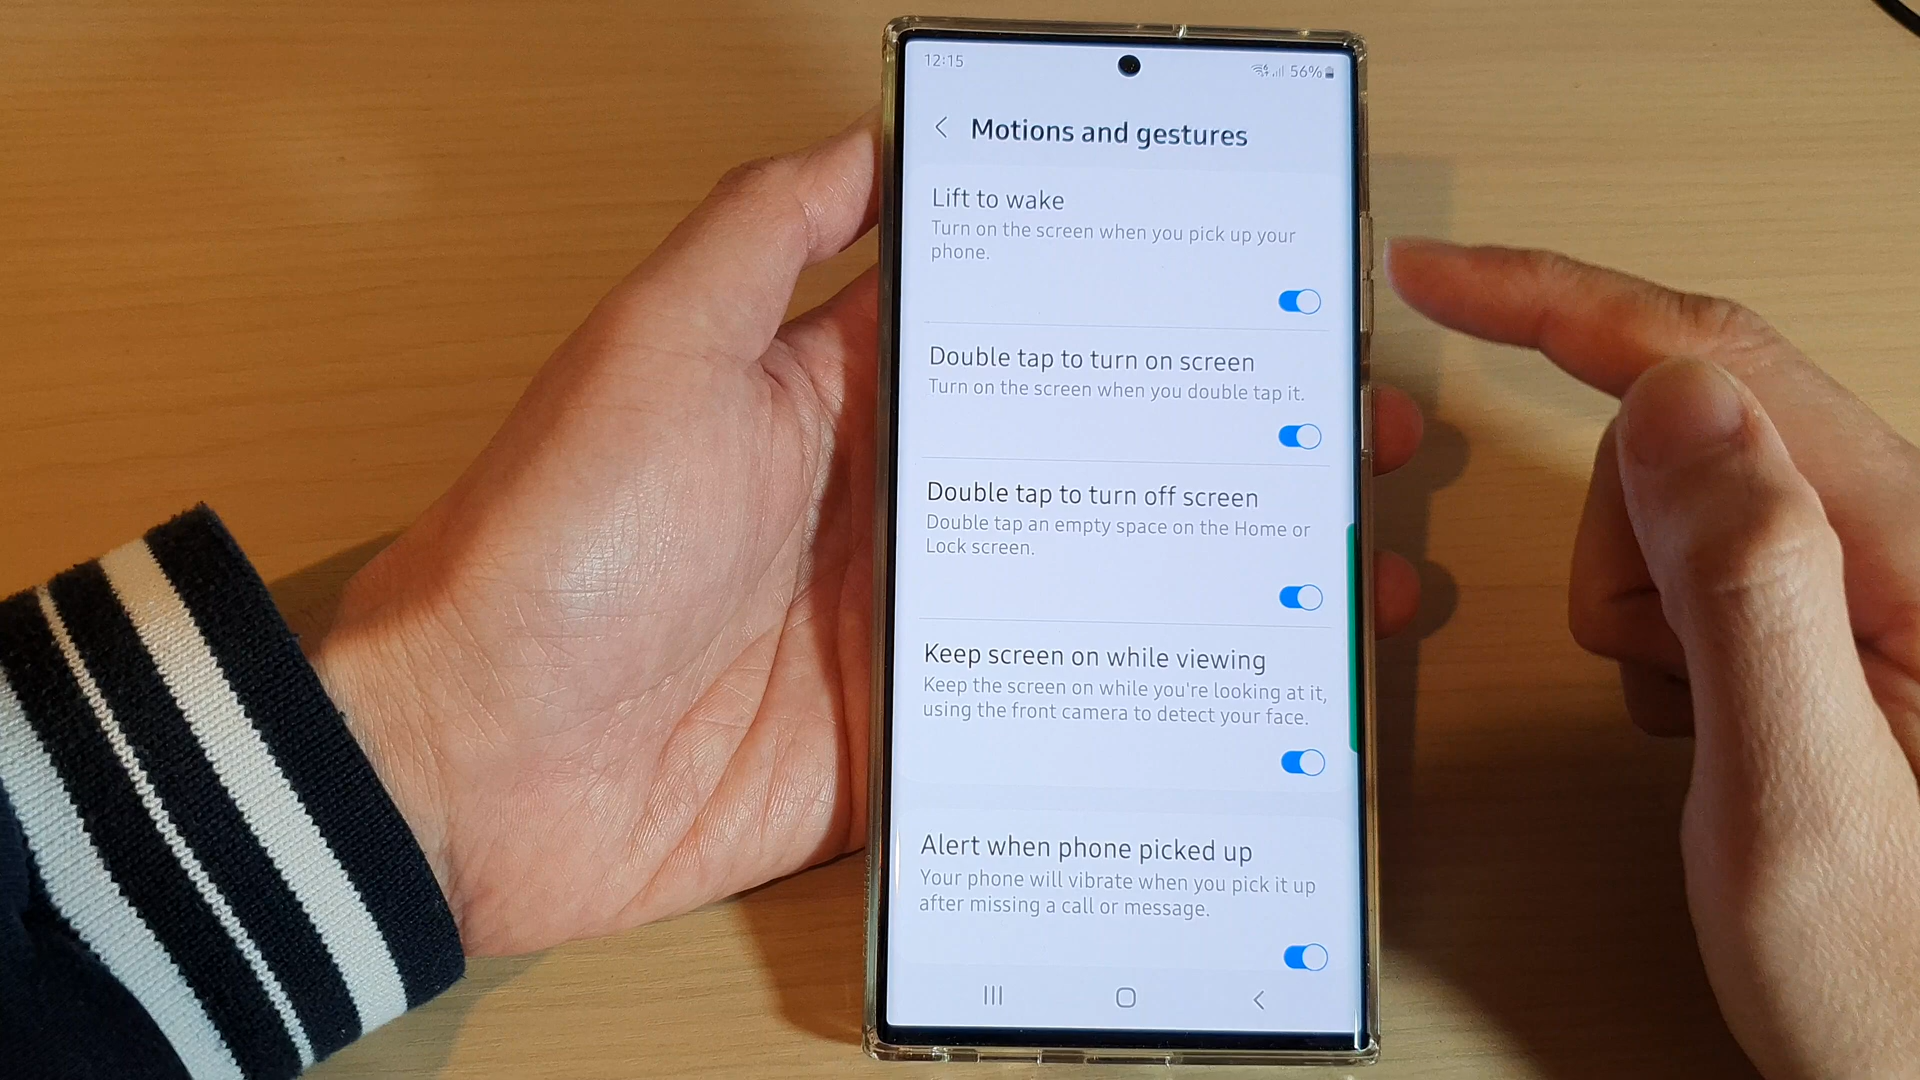 12:15
56%
Motions and gestures
Lift to wake
Turn on the screen when you pick up your
phone.
Double tap to turn on screen
Turn on the screen when you double tap it.
Double tap to turn off screen
Double tap an empty space on the Home or
Lock screen.
Keep screen on while viewing
Keep the screen on while you're looking at it,
using the front camera to detect your face.
Alert when phone picked up
Your phone will vibrate when you pick it up
after missing a call or message.